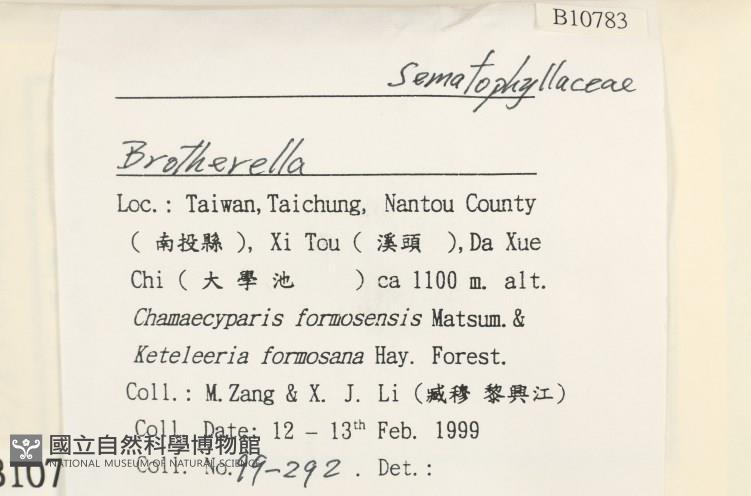 B10783
Sematophyllaceae
Brotherella
Loc.: Taiwan, Taichung, Nantou County
( 南投縣 ), Xi Tou ( 溪頭 ), Da Xue
Chi ( 大學池 ) ca 1100 m. alt.
Chamaecyparis formosensis Matsum. &
Keteleeria formosana Hay. Forest.
Coll.: M. Zang & X. J. Li (臧穆 黎興江)
Coll. Date: 12 – 13th Feb. 1999
Coll. No. 99-292 . Det.:
國立自然科學博物館
NATIONAL MUSEUM OF NATURAL SCIENCE
B107